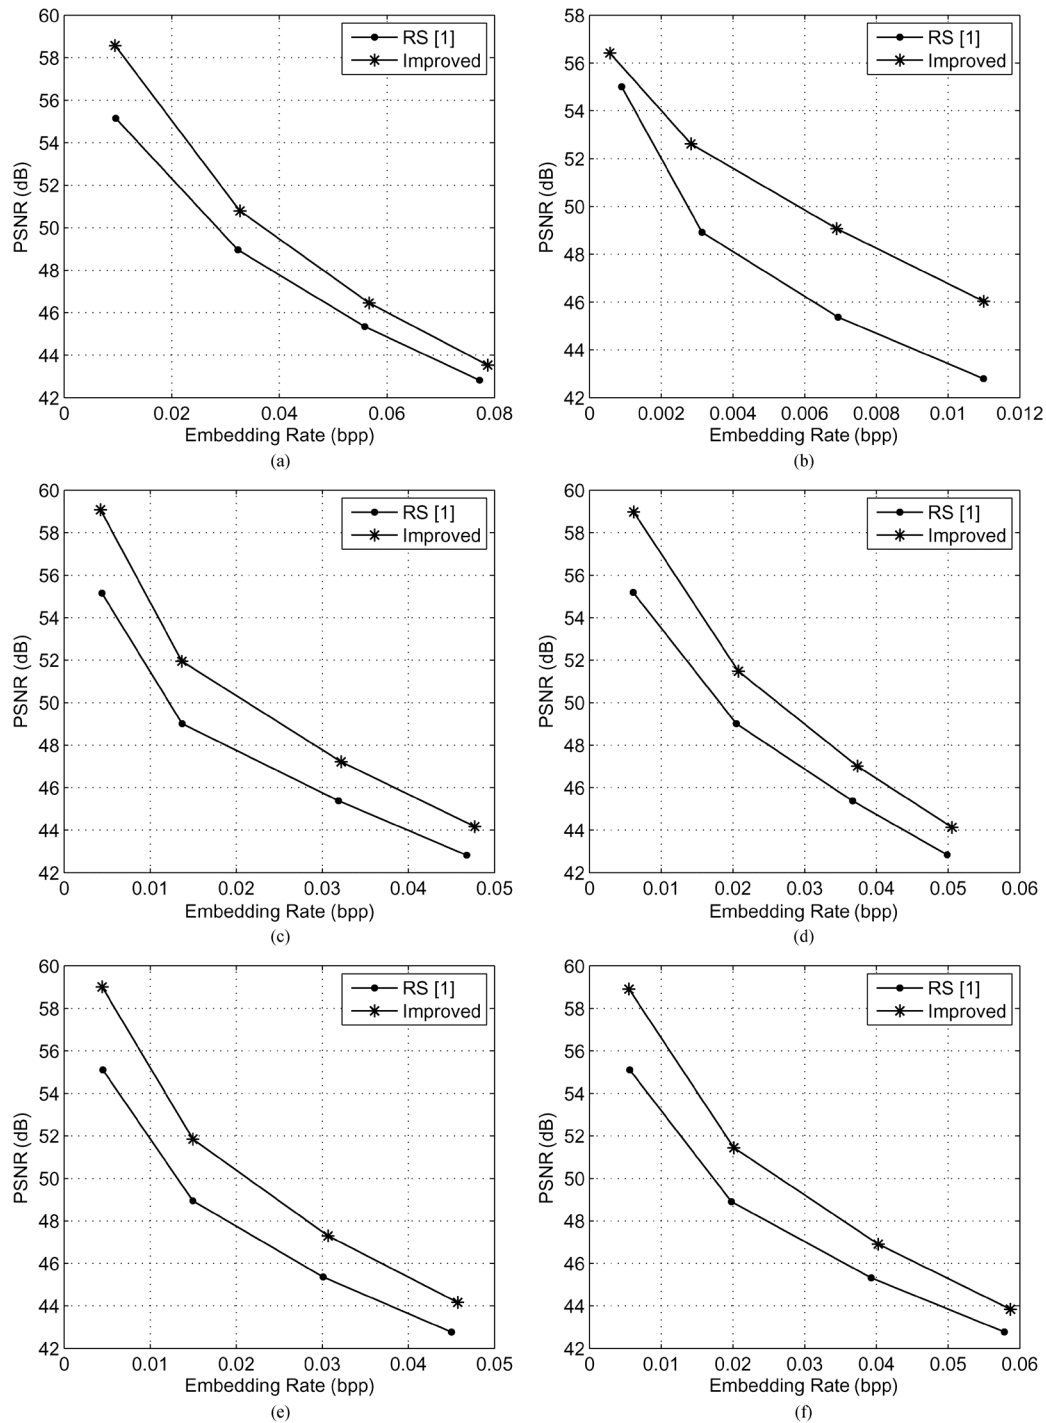 60
58
56
54
52
50
48
46
44
42
PSNR (dB)
RS [1]
Improved
0 0.02 0.04 0.06 0.08
Embedding Rate (bpp)
(a)
58
56
54
52
50
48
46
44
42
PSNR (dB)
RS [1]
Improved
0 0.002 0.004 0.006 0.008 0.01 0.012
Embedding Rate (bpp)
(b)
60
58
56
54
52
50
48
46
44
42
PSNR (dB)
RS [1]
Improved
0 0.01 0.02 0.03 0.04 0.05
Embedding Rate (bpp)
(c)
60
58
56
54
52
50
48
46
44
42
PSNR (dB)
RS [1]
Improved
0 0.01 0.02 0.03 0.04 0.05 0.06
Embedding Rate (bpp)
(d)
60
58
56
54
52
50
48
46
44
42
PSNR (dB)
RS [1]
Improved
0 0.01 0.02 0.03 0.04 0.05
Embedding Rate (bpp)
(e)
60
58
56
54
52
50
48
46
44
42
PSNR (dB)
RS [1]
Improved
0 0.01 0.02 0.03 0.04 0.05 0.06
Embedding Rate (bpp)
(f)